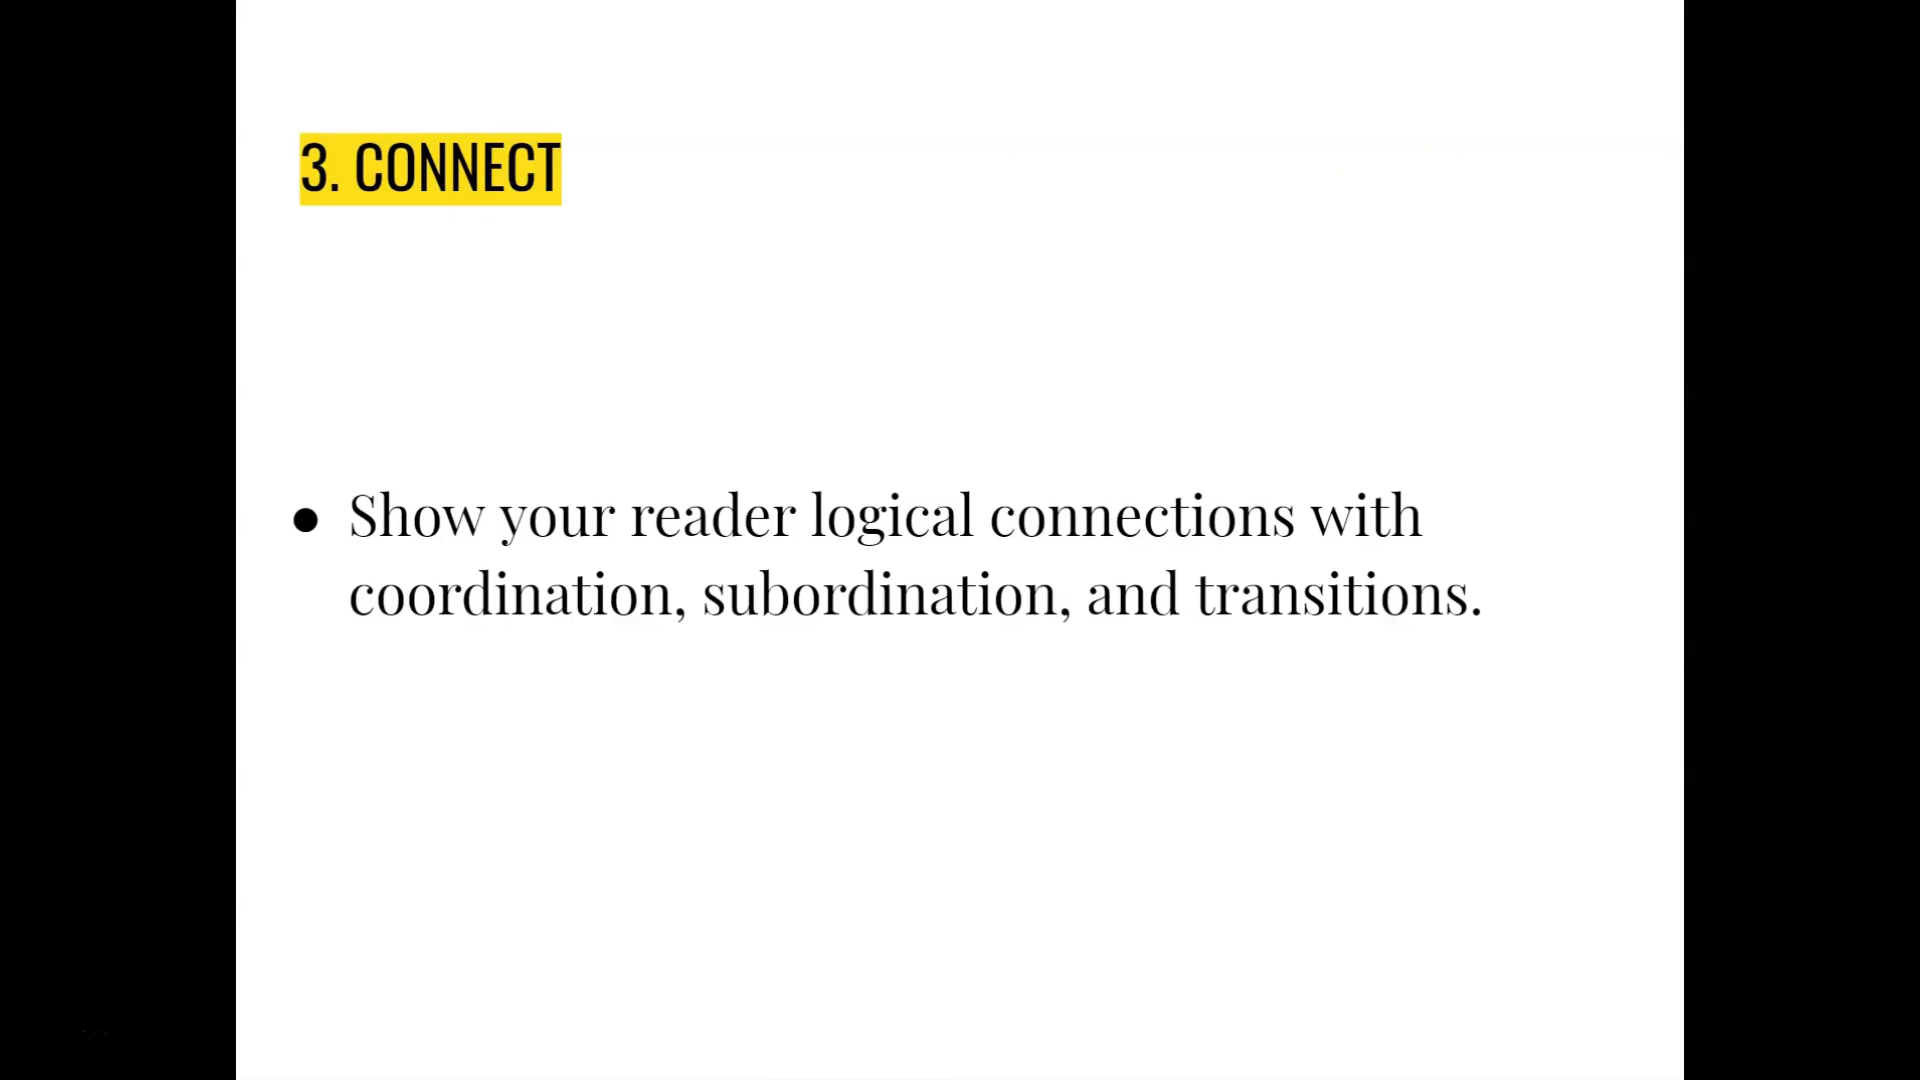 3. CONNECT
● Show your reader logical connections with
coordination, subordination, and transitions.